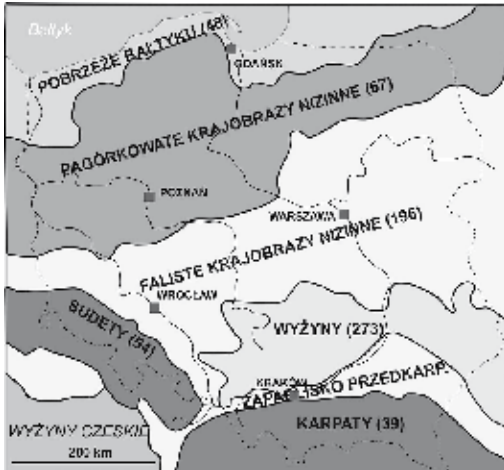 Bałtyk
POBRZEŻE BAŁTYKU (48)
GDAŃSK
PAGÓRKOWATE KRAJOBRAZY NIZINNE (67)
POZNAŃ
WARSZAWA
FALISTE KRAJOBRAZY NIZINNE (196)
WROCŁAW
SUDETY (54)
WYŻYNY (273)
KRAKÓW
ZAPADLISKO PRZEDKARP.
KARPATY (39)
WYŻYNY CZESKIE
200 km